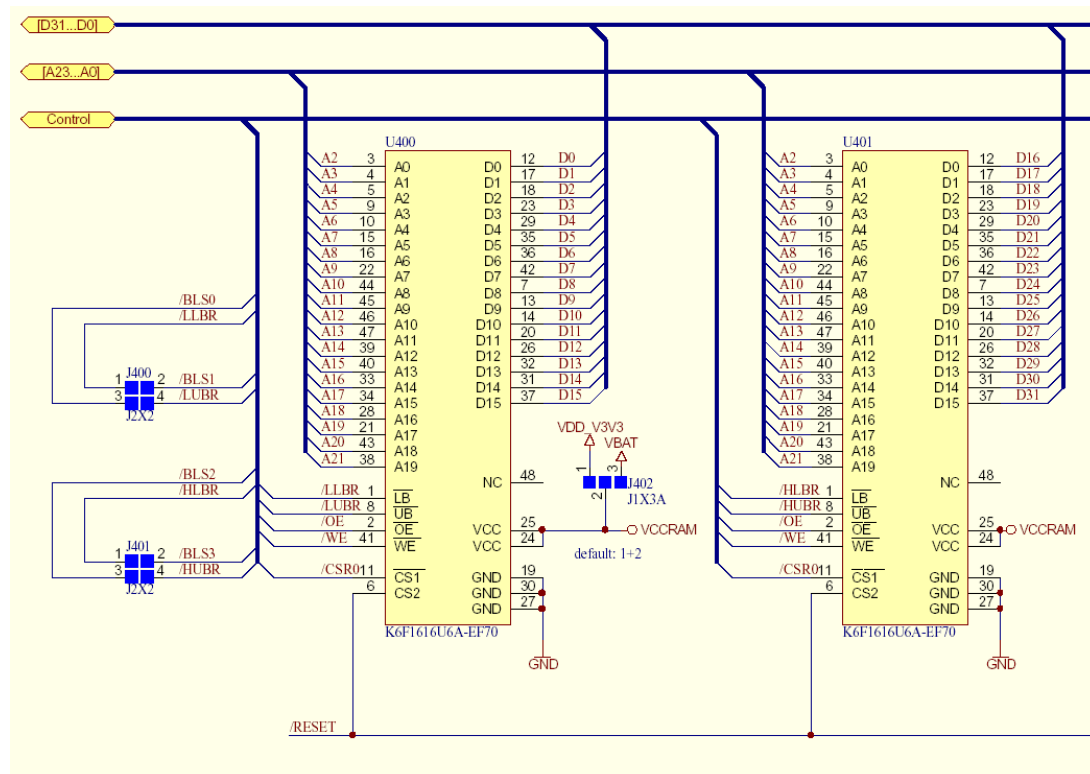 [D31...D0]
[A23...A0]
Control
U400
A2 3 A0 D0 12 D0
A3 4 A1 D1 17 D1
A4 5 A2 D2 18 D2
A5 9 A3 D3 23 D3
A6 10 A4 D4 29 D4
A7 15 A5 D5 35 D5
A8 16 A6 D6 36 D6
A9 22 A7 D7 42 D7
A10 44 A8 D8 7 D8
A11 45 A9 D9 13 D9
A12 46 A10 D10 14 D10
A13 47 A11 D11 20 D11
A14 39 A12 D12 26 D12
A15 40 A13 D13 32 D13
A16 33 A14 D14 31 D14
A17 34 A15 D15 37 D15
A18 28 A16
A19 21 A17
A20 43 A18
A21 38 A19
NC 48
/LLBR 1 LB
/LUBR 8 UB
/OE 2 OE VCC 25
/WE 41 WE VCC 24
/CSR0 11 CS1 GND 19
6 CS2 GND 30
GND 27
K6F1616U6A-EF70
GND
/BLS0
/LLBR
J400
1 2 /BLS1
3 4 /LUBR
J2X2
/BLS2
/HLBR
J401
1 2 /BLS3
3 4 /HUBR
J2X2
VDD_V3V3
VBAT
1 3 J402
2 J1X3A
VCCRAM
default: 1+2
U401
A2 3 A0 D0 12 D16
A3 4 A1 D1 17 D17
A4 5 A2 D2 18 D18
A5 9 A3 D3 23 D19
A6 10 A4 D4 29 D20
A7 15 A5 D5 35 D21
A8 16 A6 D6 36 D22
A9 22 A7 D7 42 D23
A10 44 A8 D8 7 D24
A11 45 A9 D9 13 D25
A12 46 A10 D10 14 D26
A13 47 A11 D11 20 D27
A14 39 A12 D12 26 D28
A15 40 A13 D13 32 D29
A16 33 A14 D14 31 D30
A17 34 A15 D15 37 D31
A18 28 A16
A19 21 A17
A20 43 A18
A21 38 A19
NC 48
/HLBR 1 LB
/HUBR 8 UB
/OE 2 OE VCC 25 VCCRAM
/WE 41 WE VCC 24
/CSR0 11 CS1 GND 19
6 CS2 GND 30
GND 27
K6F1616U6A-EF70
GND
/RESET